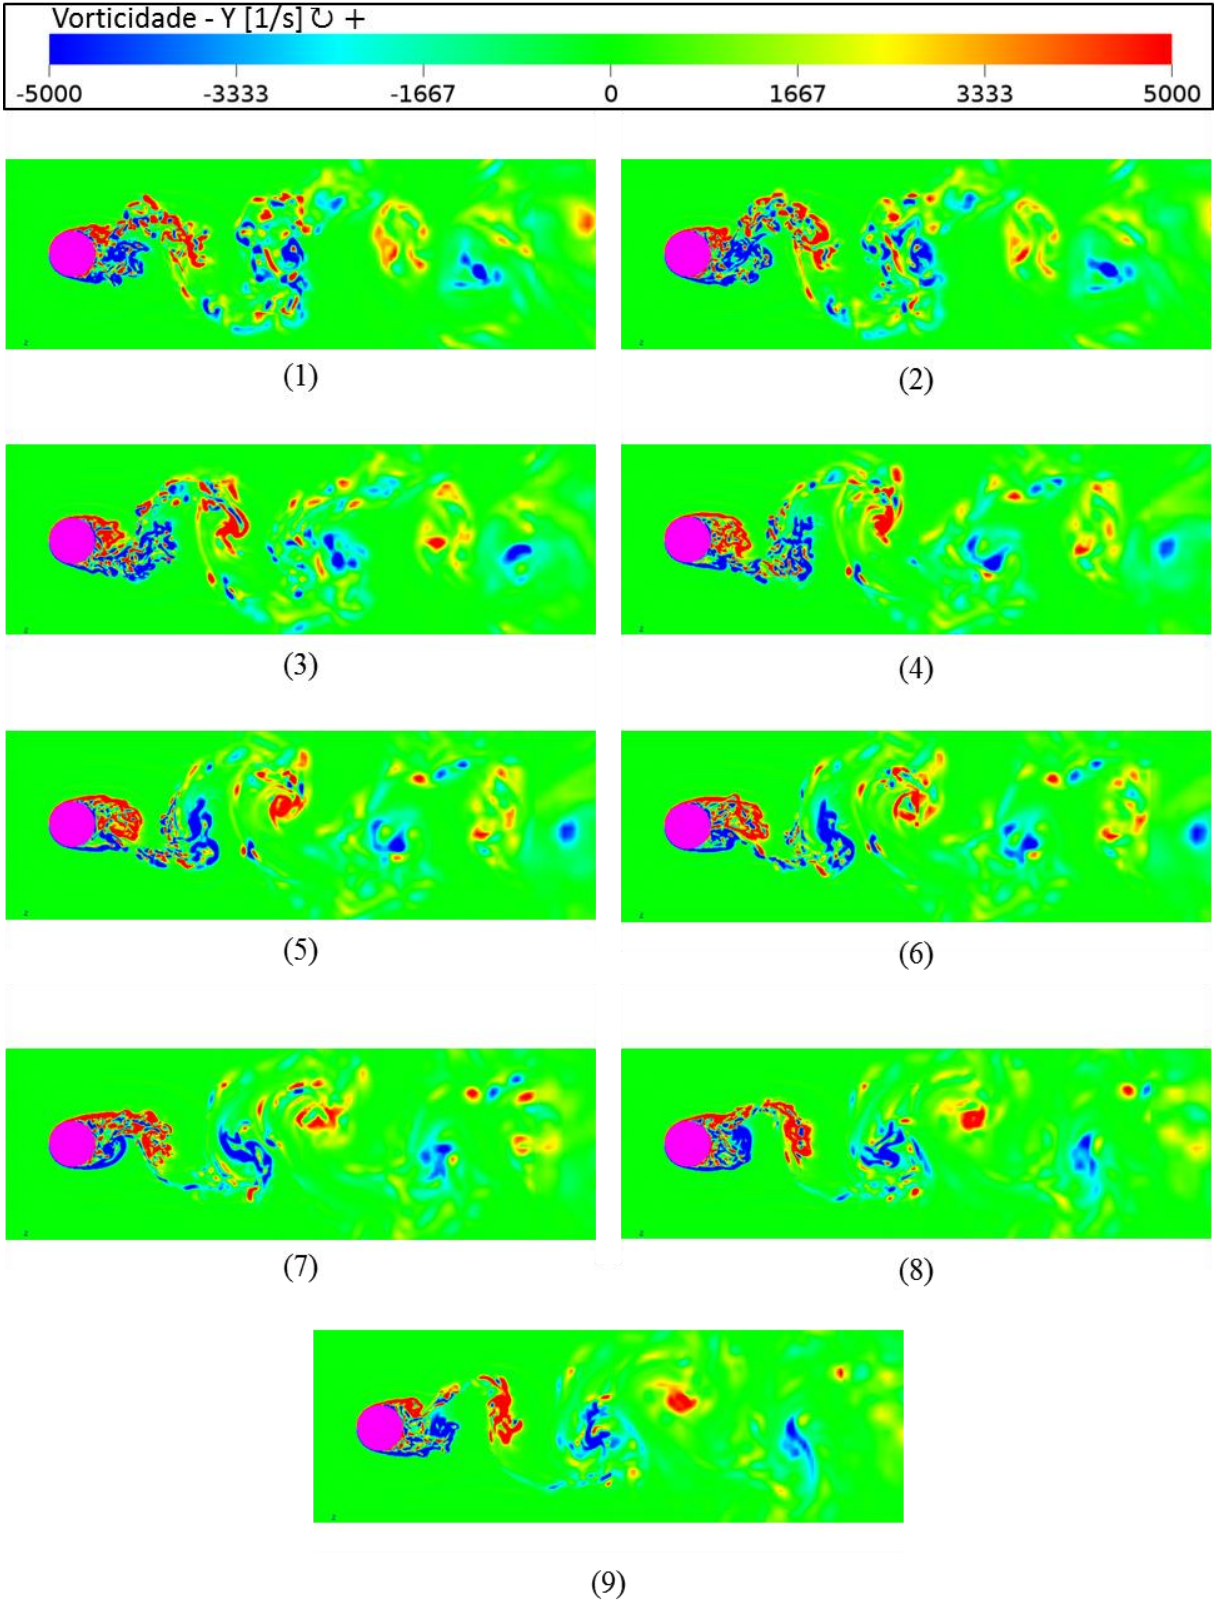 Vorticidade - Y [1/s] ↻ +
-5000 -3333 -1667 0 1667 3333 5000
(1) (2)
(3) (4)
(5) (6)
(7) (8)
(9)